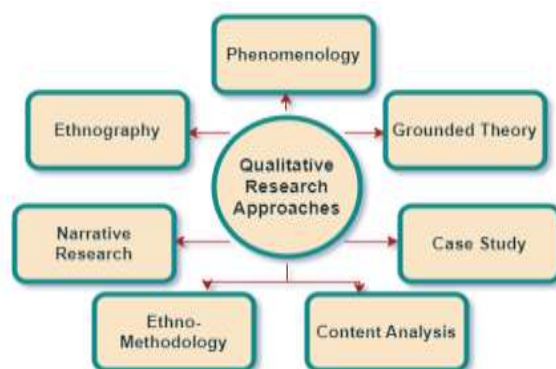 Phenomenology
Ethnography
Grounded Theory
Qualitative
Research
Approaches
Narrative
Research
Case Study
Ethno-
Methodology
Content Analysis